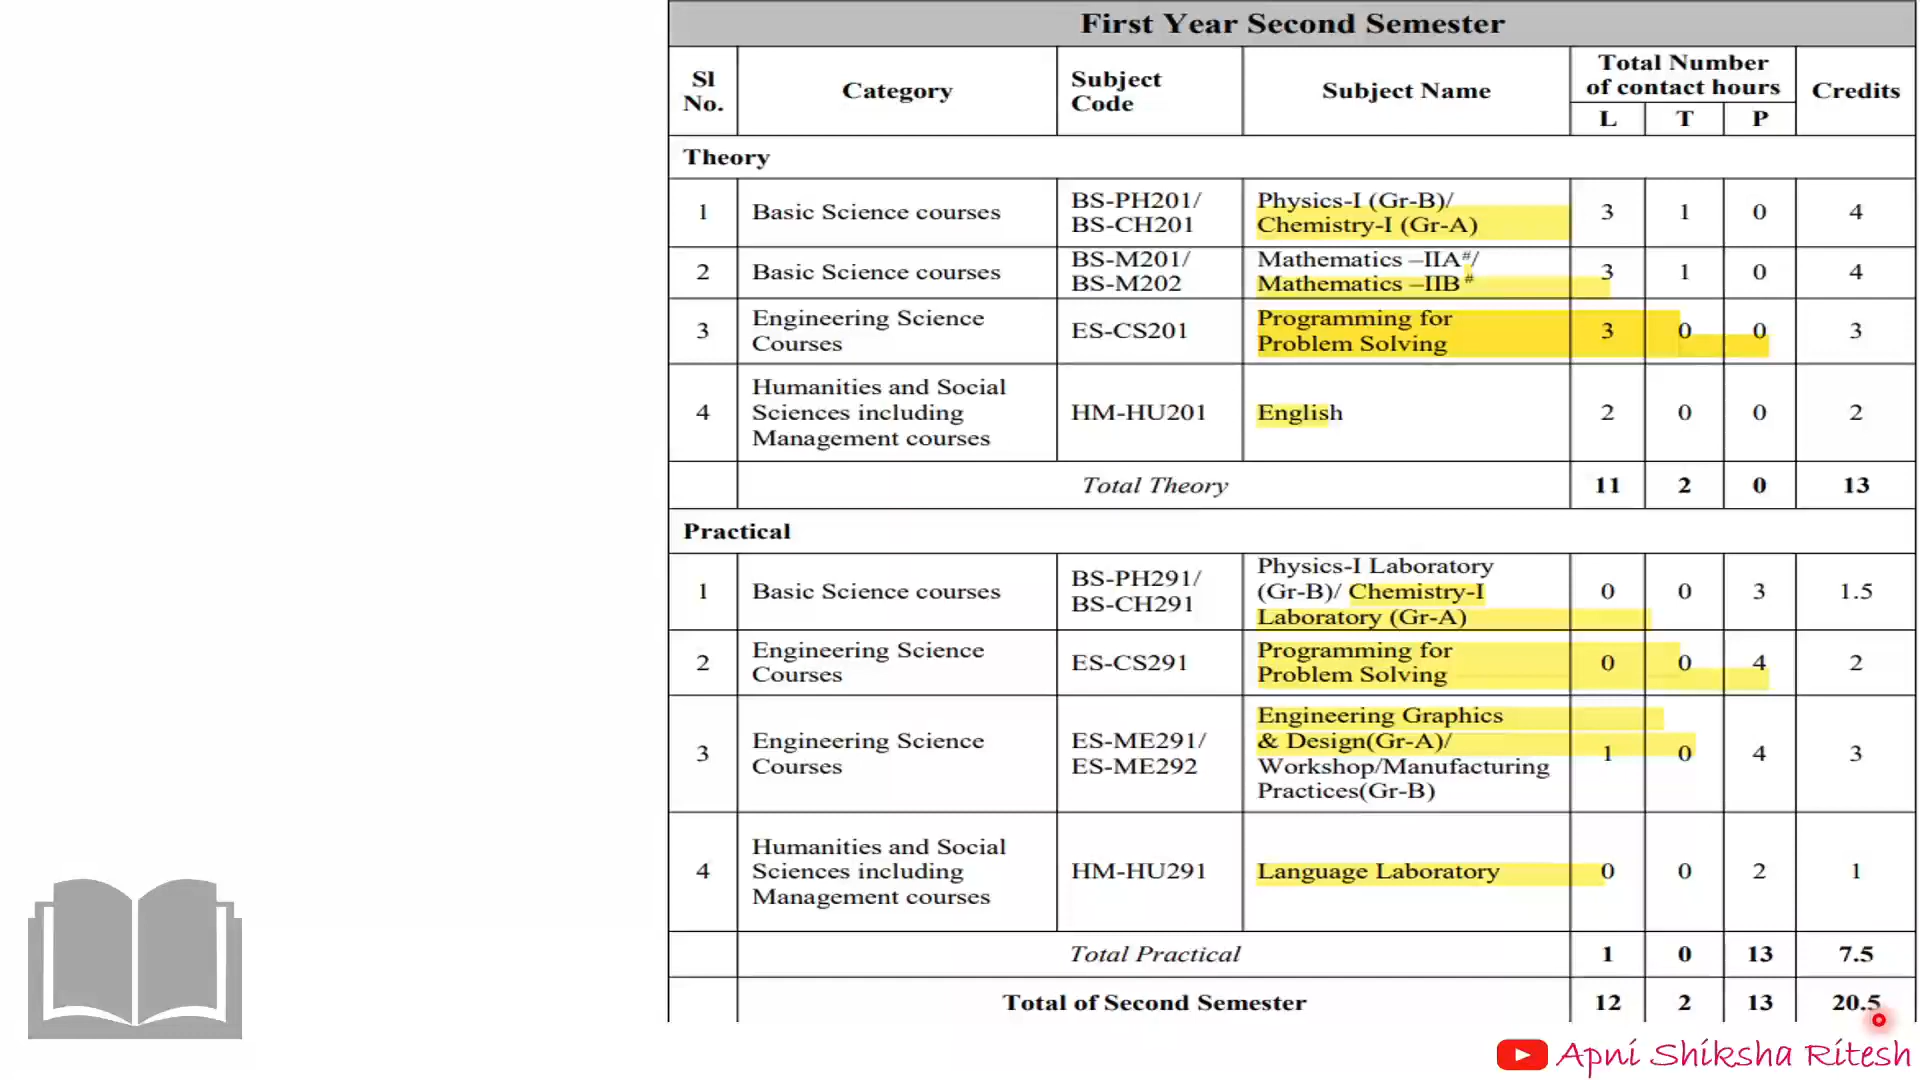 First Year Second Semester
Sl No. Category Subject Code Subject Name Total Number of contact hours Credits
L T P
Theory
1 Basic Science courses BS-PH201/ BS-CH201 Physics-I (Gr-B)/ Chemistry-I (Gr-A) 3 1 0 4
2 Basic Science courses BS-M201/ BS-M202 Mathematics –IIA#/ Mathematics –IIB# 3 1 0 4
3 Engineering Science Courses ES-CS201 Programming for Problem Solving 3 0 0 3
4 Humanities and Social Sciences including Management courses HM-HU201 English 2 0 0 2
Total Theory 11 2 0 13
Practical
1 Basic Science courses BS-PH291/ BS-CH291 Physics-I Laboratory (Gr-B)/ Chemistry-I Laboratory (Gr-A) 0 0 3 1.5
2 Engineering Science Courses ES-CS291 Programming for Problem Solving 0 0 4 2
3 Engineering Science Courses ES-ME291/ ES-ME292 Engineering Graphics & Design(Gr-A)/ Workshop/Manufacturing Practices(Gr-B) 1 0 4 3
4 Humanities and Social Sciences including Management courses HM-HU291 Language Laboratory 0 0 2 1
Total Practical 1 0 13 7.5
Total of Second Semester 12 2 13 20.5
Apni Shiksha Ritesh